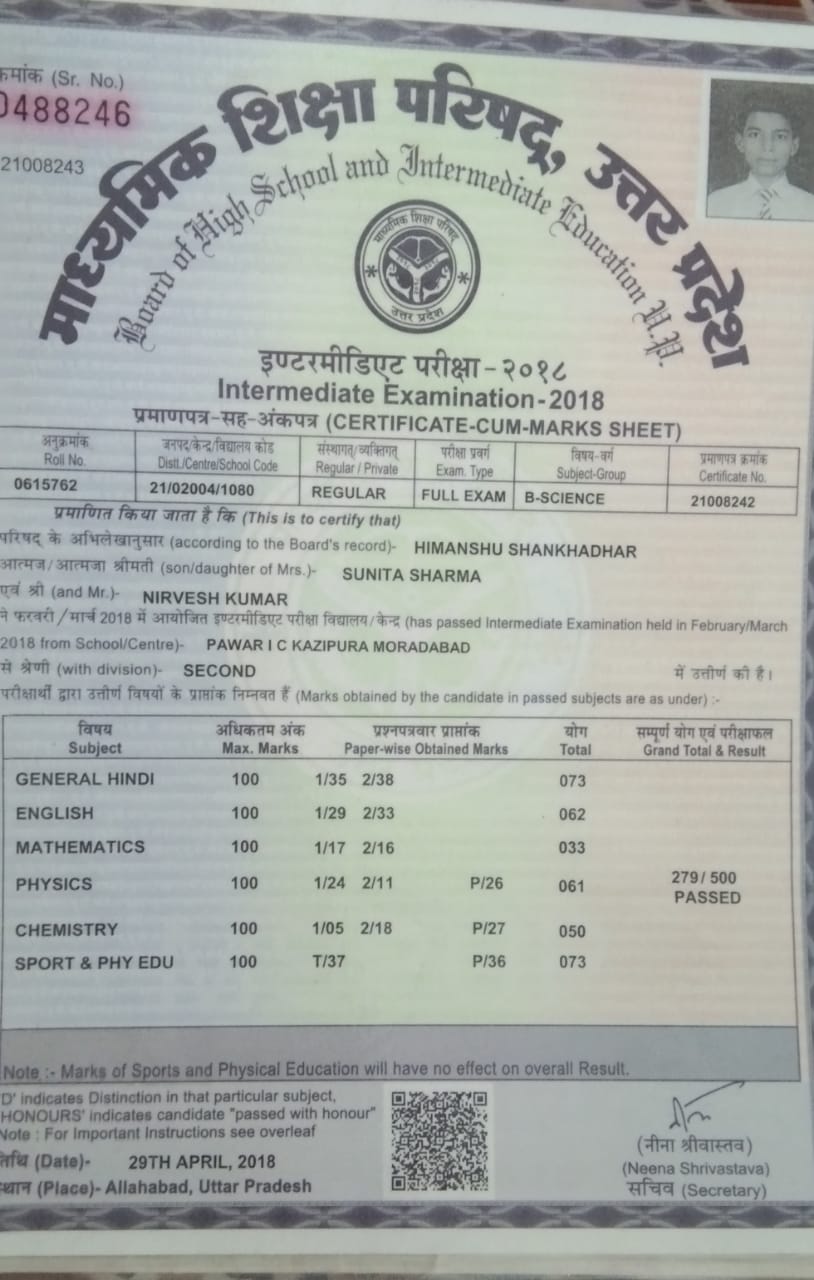 क्रमांक (Sr. No.)
0488246
21008243
माध्यमिक शिक्षा परिषद्, उत्तर प्रदेश
Board of High School and Intermediate Education U.P.
माध्यमिक शिक्षा परिषद
उत्तर प्रदेश
इण्टरमीडिएट परीक्षा - २०१८
Intermediate Examination - 2018
प्रमाणपत्र-सह-अंकपत्र (CERTIFICATE-CUM-MARKS SHEET)
अनुक्रमांक जनपद/केन्द्र/विद्यालय कोड संस्थागत/व्यक्तिगत् परीक्षा प्रवर्ग विषय-वर्ग प्रमाणपत्र क्रमांक
Roll No. Distt./Centre/School Code Regular / Private Exam. Type Subject-Group Certificate No.
0615762 21/02004/1080 REGULAR FULL EXAM B-SCIENCE 21008242
प्रमाणित किया जाता है कि (This is to certify that)
परिषद् के अभिलेखानुसार (according to the Board's record)- HIMANSHU SHANKHADHAR
आत्मज/आत्मजा श्रीमती (son/daughter of Mrs.)- SUNITA SHARMA
एवं श्री (and Mr.)- NIRVESH KUMAR
ने फरवरी/मार्च 2018 में आयोजित इण्टरमीडिएट परीक्षा विद्यालय/केन्द्र (has passed Intermediate Examination held in February/March
2018 from School/Centre)- PAWAR I C KAZIPURA MORADABAD
से श्रेणी (with division)- SECOND में उत्तीर्ण की है।
परीक्षार्थी द्वारा उत्तीर्ण विषयों के प्राप्तांक निम्नवत हैं (Marks obtained by the candidate in passed subjects are as under) :-
विषय अधिकतम अंक प्रश्नपत्रवार प्राप्तांक योग सम्पूर्ण योग एवं परीक्षाफल
Subject Max. Marks Paper-wise Obtained Marks Total Grand Total & Result
GENERAL HINDI 100 1/35 2/38 073
ENGLISH 100 1/29 2/33 062
MATHEMATICS 100 1/17 2/16 033
PHYSICS 100 1/24 2/11 P/26 061 279/ 500
PASSED
CHEMISTRY 100 1/05 2/18 P/27 050
SPORT & PHY EDU 100 T/37 P/36 073
Note :- Marks of Sports and Physical Education will have no effect on overall Result.
'D' indicates Distinction in that particular subject,
HONOURS' indicates candidate "passed with honour"
Note : For Important Instructions see overleaf
तिथि (Date)- 29TH APRIL, 2018
स्थान (Place)- Allahabad, Uttar Pradesh
(नीना श्रीवास्तव)
(Neena Shrivastava)
सचिव (Secretary)